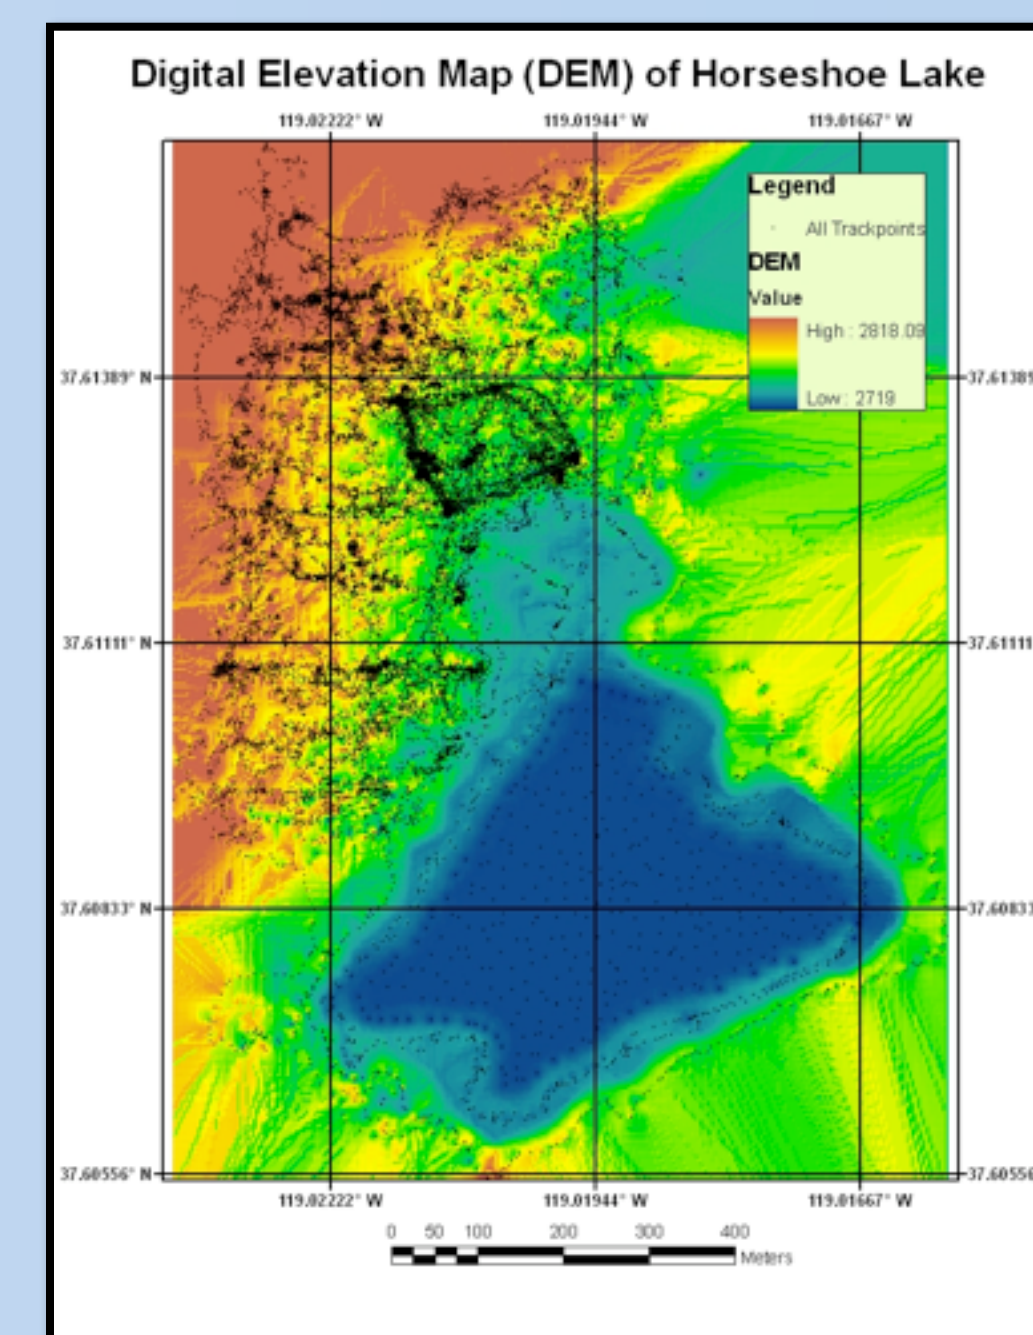 Digital Elevation Map (DEM) of Horseshoe Lake
119.02222° W 119.01944° W 119.01667° W
Legend
All Trackpoints
DEM
Value
High : 2818.09
Low : 2719
37.61389° N 37.61389
37.61111° N 37.61111
37.60833° N 37.60833
37.60556° N 37.60556
119.02222° W 119.01944° W 119.01667° W
0 50 100 200 300 400
Meters